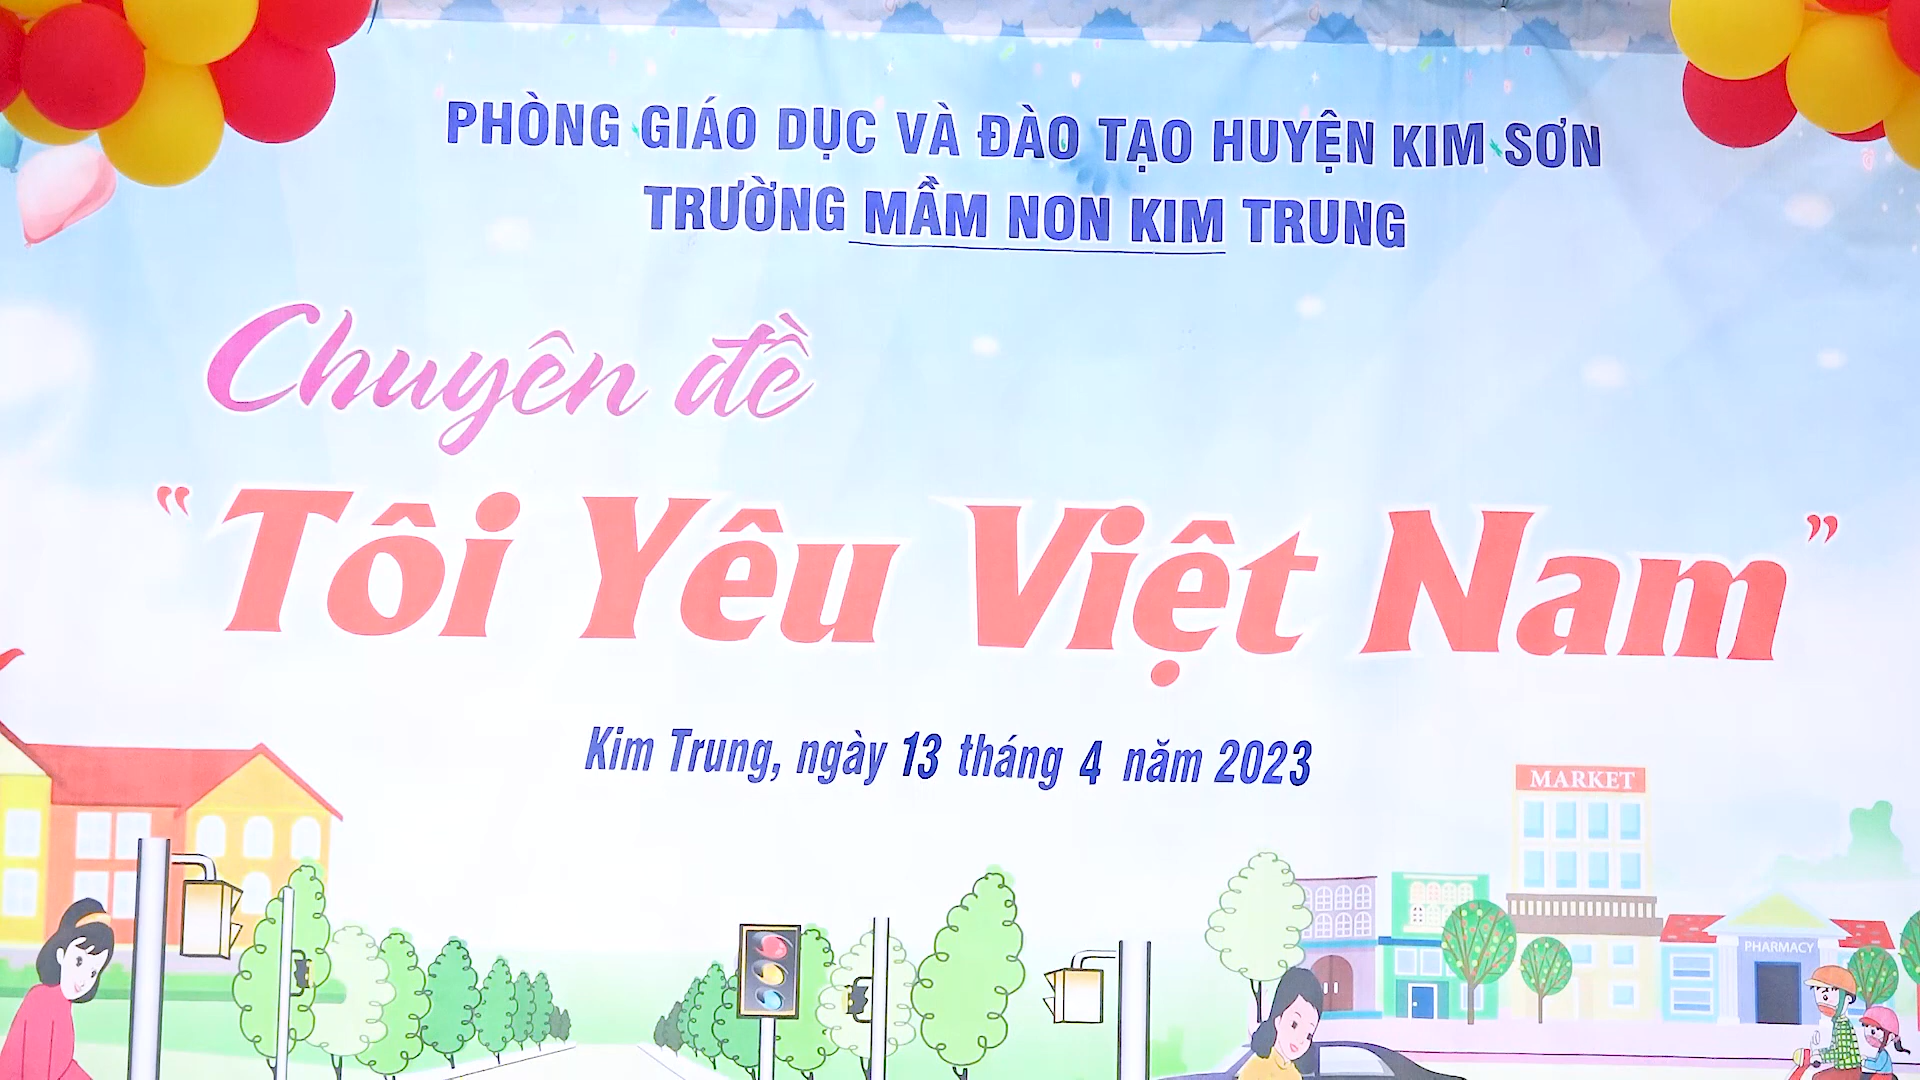 PHÒNG GIÁO DỤC VÀ ĐÀO TẠO HUYỆN KIM SƠN
TRƯỜNG MẦM NON KIM TRUNG
Chuyên đề
“Tôi Yêu Việt Nam”
Kim Trung, ngày 13 tháng 4 năm 2023
MARKET
PHARMACY